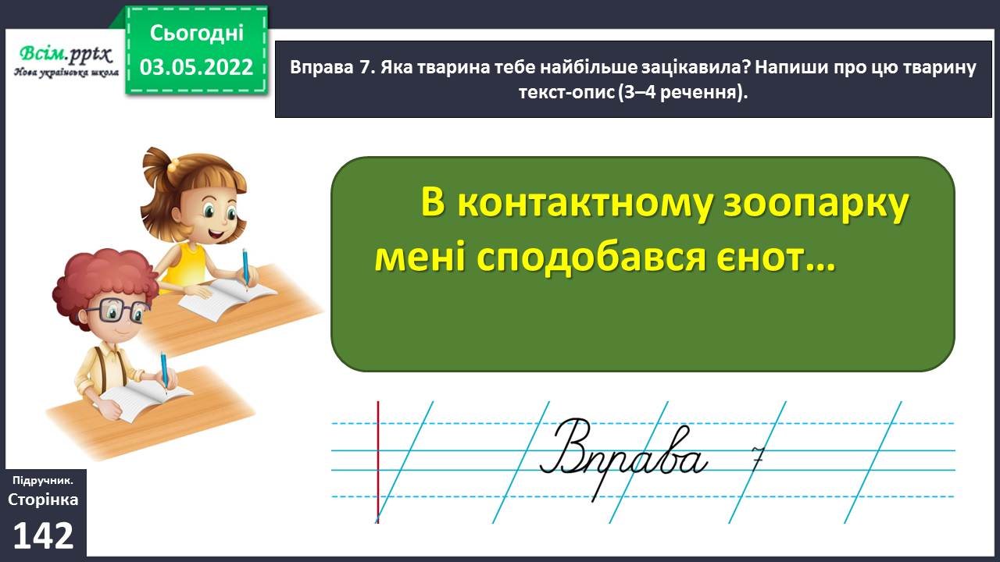 Всім.pptx
Нова українська школа
Сьогодні
03.05.2022
Вправа 7. Яка тварина тебе найбільше зацікавила? Напиши про цю тварину
текст-опис (3–4 речення).
В контактному зоопарку
мені сподобався єнот...
Вправа 7
Підручник.
Сторінка
142